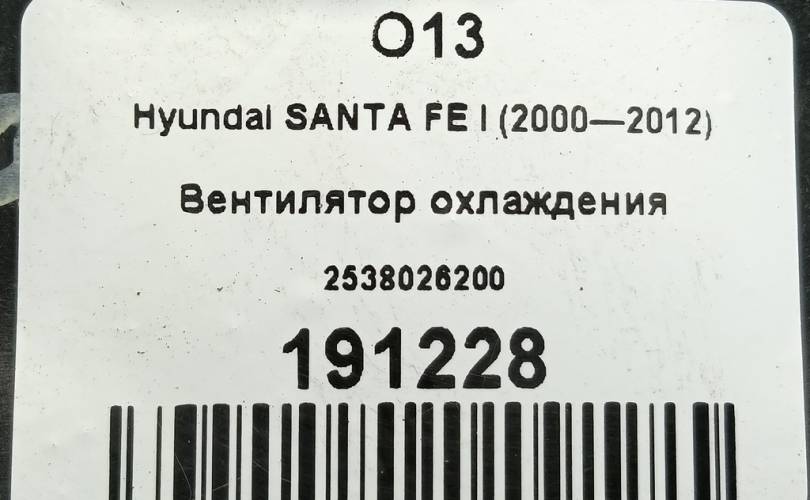 O13
Hyundai SANTA FE I (2000—2012)
Вентилятор охлаждения
2538026200
191228